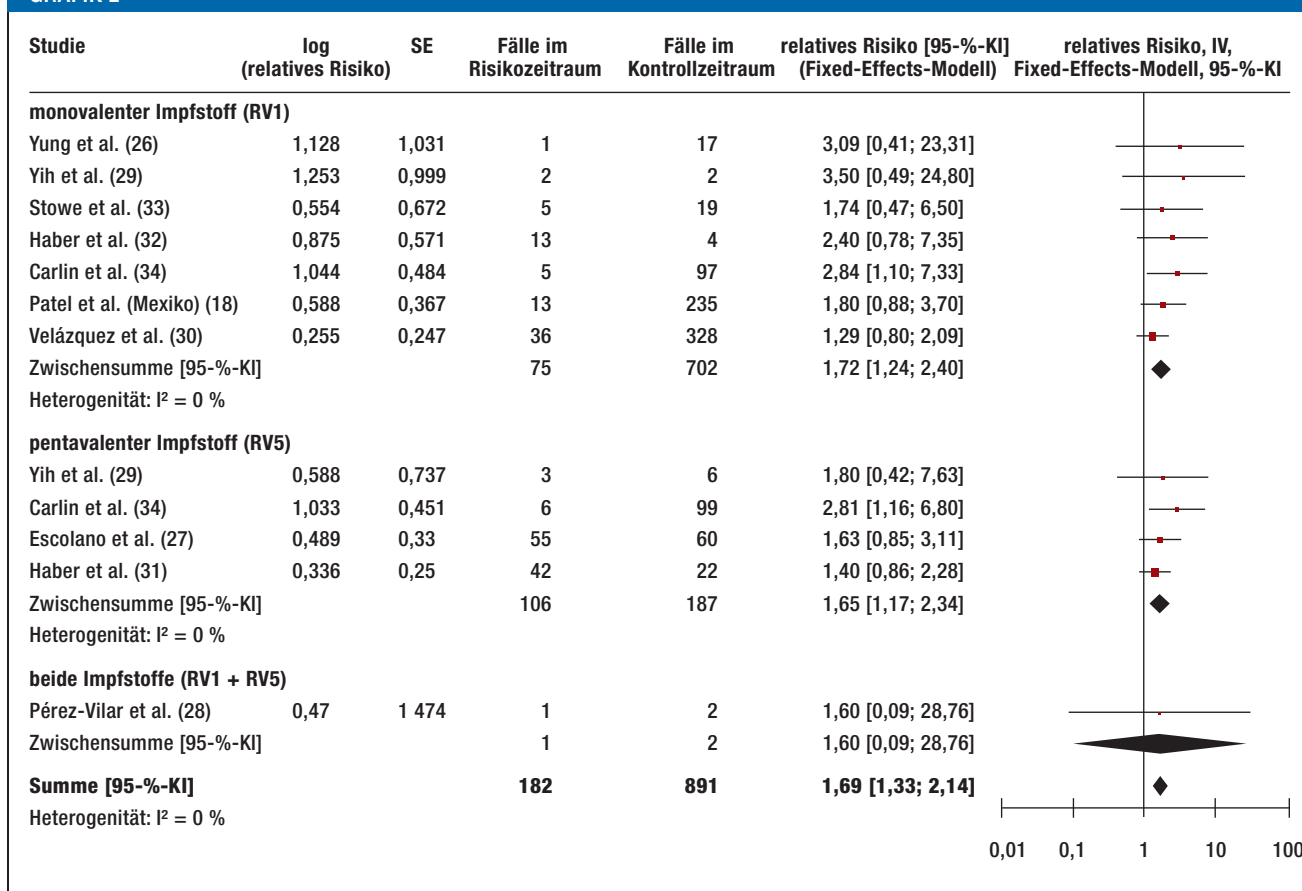 Studie log (relatives Risiko) SE Fälle im Risikozeitraum Fälle im Kontrollzeitraum relatives Risiko [95-%-KI] (Fixed-Effects-Modell) relatives Risiko, IV, Fixed-Effects-Modell, 95-%-KI
monovalenter Impfstoff (RV1)
Yung et al. (26) 1,128 1,031 1 17 3,09 [0,41; 23,31]
Yih et al. (29) 1,253 0,999 2 2 3,50 [0,49; 24,80]
Stowe et al. (33) 0,554 0,672 5 19 1,74 [0,47; 6,50]
Haber et al. (32) 0,875 0,571 13 4 2,40 [0,78; 7,35]
Carlin et al. (34) 1,044 0,484 5 97 2,84 [1,10; 7,33]
Patel et al. (Mexiko) (18) 0,588 0,367 13 235 1,80 [0,88; 3,70]
Velázquez et al. (30) 0,255 0,247 36 328 1,29 [0,80; 2,09]
Zwischensumme [95-%-KI] 75 702 1,72 [1,24; 2,40]
Heterogenität: I² = 0 %
pentavalenter Impfstoff (RV5)
Yih et al. (29) 0,588 0,737 3 6 1,80 [0,42; 7,63]
Carlin et al. (34) 1,033 0,451 6 99 2,81 [1,16; 6,80]
Escolano et al. (27) 0,489 0,33 55 60 1,63 [0,85; 3,11]
Haber et al. (31) 0,336 0,25 42 22 1,40 [0,86; 2,28]
Zwischensumme [95-%-KI] 106 187 1,65 [1,17; 2,34]
Heterogenität: I² = 0 %
beide Impfstoffe (RV1 + RV5)
Pérez-Vilar et al. (28) 0,47 1 474 1 2 1,60 [0,09; 28,76]
Zwischensumme [95-%-KI] 1 2 1,60 [0,09; 28,76]
Summe [95-%-KI] 182 891 1,69 [1,33; 2,14]
Heterogenität: I² = 0 %
0,01 0,1 1 10 100